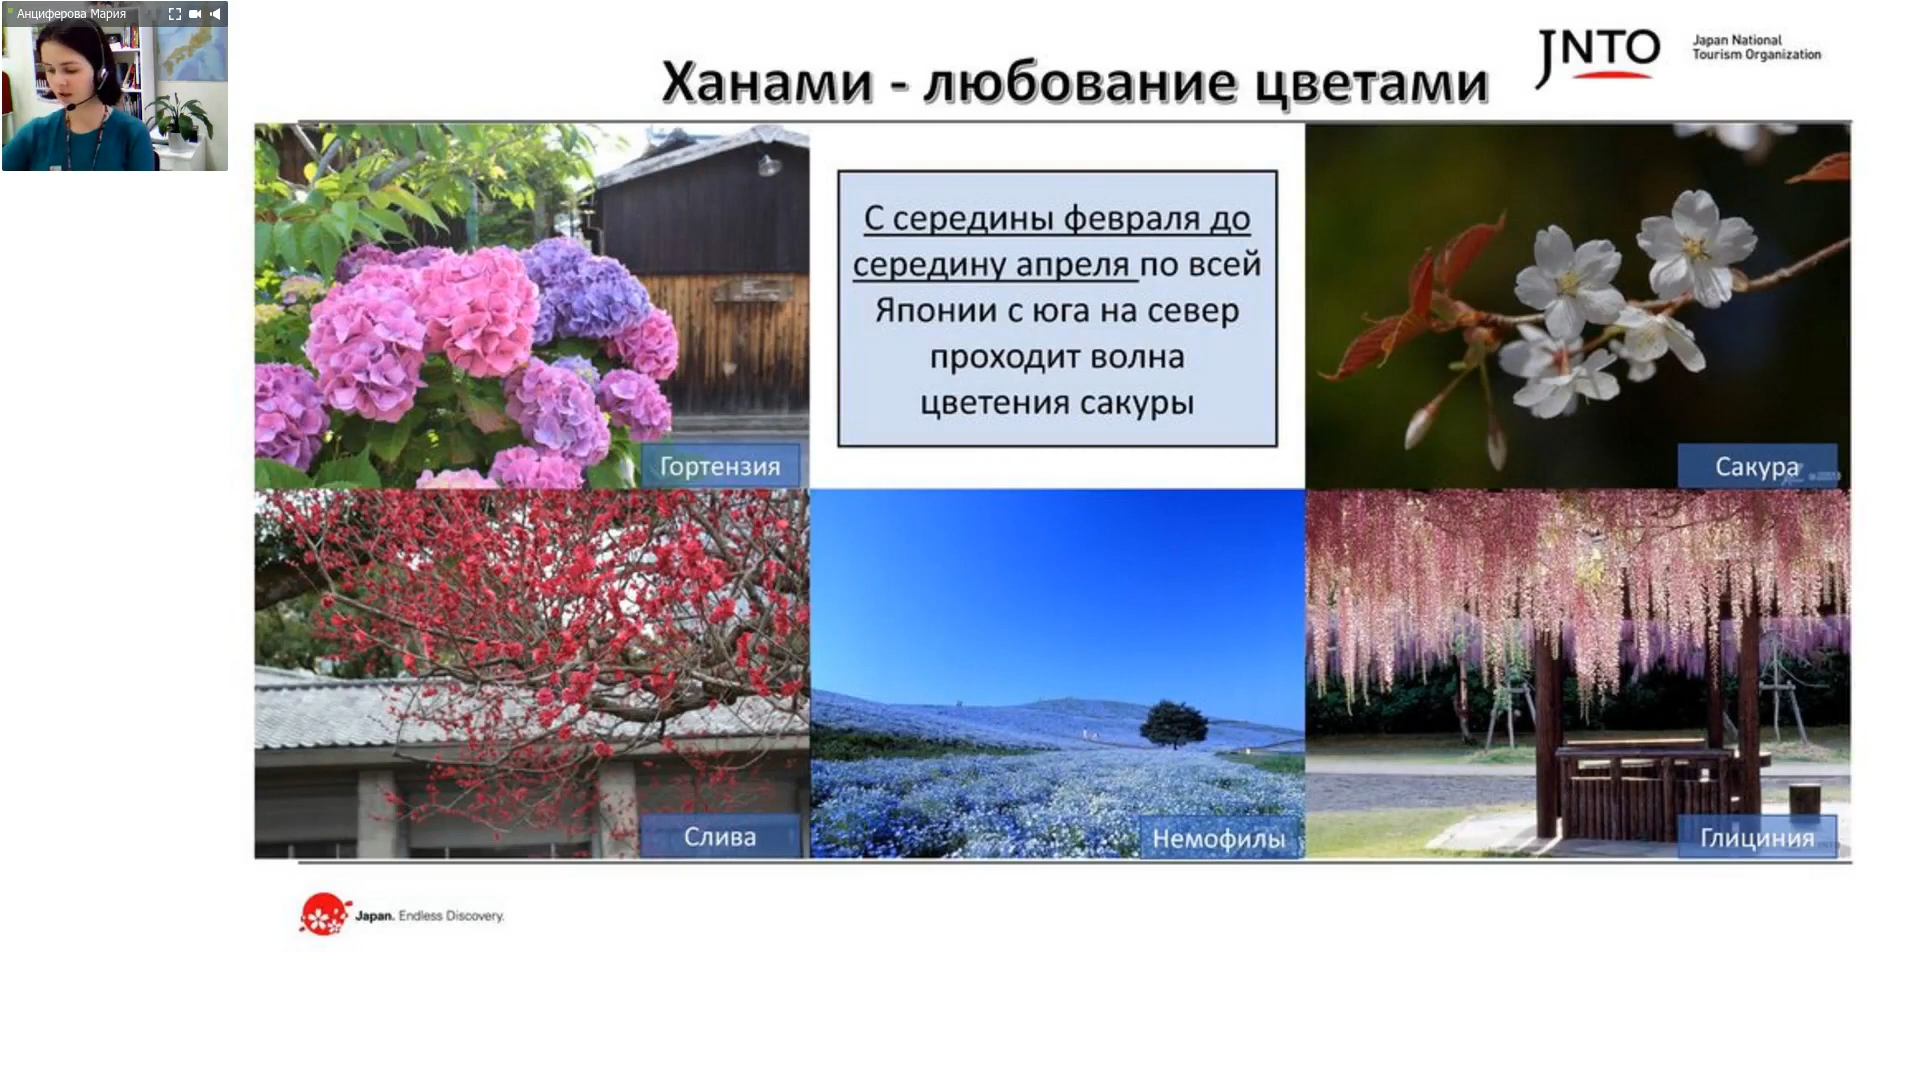 Анциферова Мария
Ханами - любование цветами
JNTO
Japan National
Tourism Organization
С середины февраля до
середину апреля по всей
Японии с юга на север
проходит волна
цветения сакуры
Гортензия
Сакура
Слива
Немофилы
Глициния
Japan. Endless Discovery.